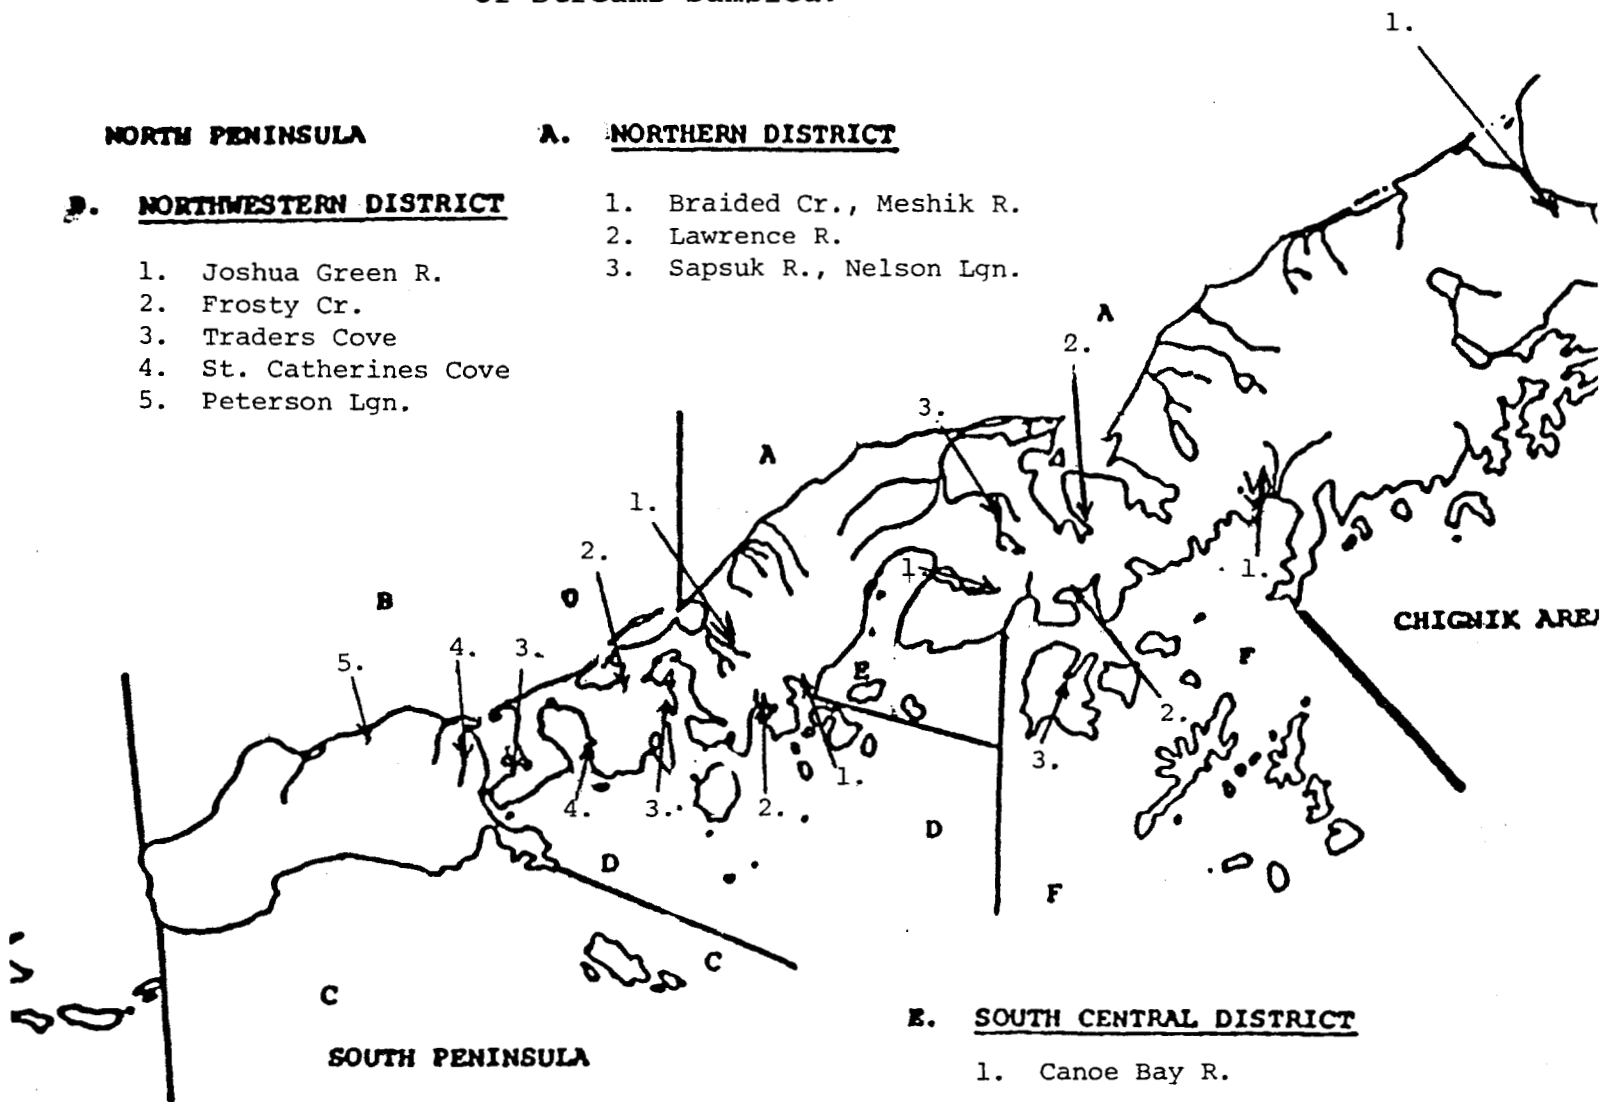 1.
NORTH PENINSULA
A. NORTHERN DISTRICT
NORTHWESTERN DISTRICT
1. Braided Cr., Meshik R.
2. Lawrence R.
3. Sapsuk R., Nelson Lgn.
1. Joshua Green R.
2. Frosty Cr.
3. Traders Cove
4. St. Catherines Cove
5. Peterson Lgn.
A
2.
3.
A
1.
2.
1.
1.
B
CHIGNIK AREA
4.
3.
5.
E
F
2.
3.
1.
4.
3.
2.
D
D
F
C
C
E. SOUTH CENTRAL DISTRICT
SOUTH PENINSULA
1. Canoe Bay R.